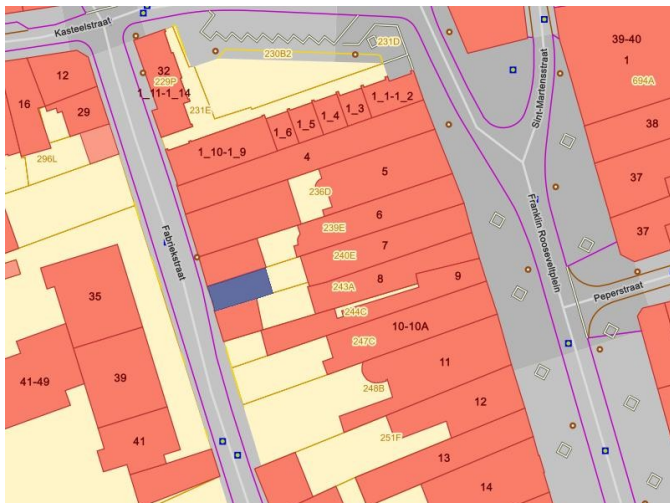 Kasteelstraat
231D
39-40
230B2
1
12
32
229P
1_11-1_14
694A
16
1_1-1_2
29
1_3
Sint-Martensstraat
231E
1_4
1_5
38
1_6
1_10-1_9
296L
4
5
37
236D
Franklin Rooseveltplein
6
239E
37
7
Fabriekstraat
240E
9
8
Peperstraat
243A
35
244C
10-10A
247C
11
39
41-49
248B
12
41
251F
13
14